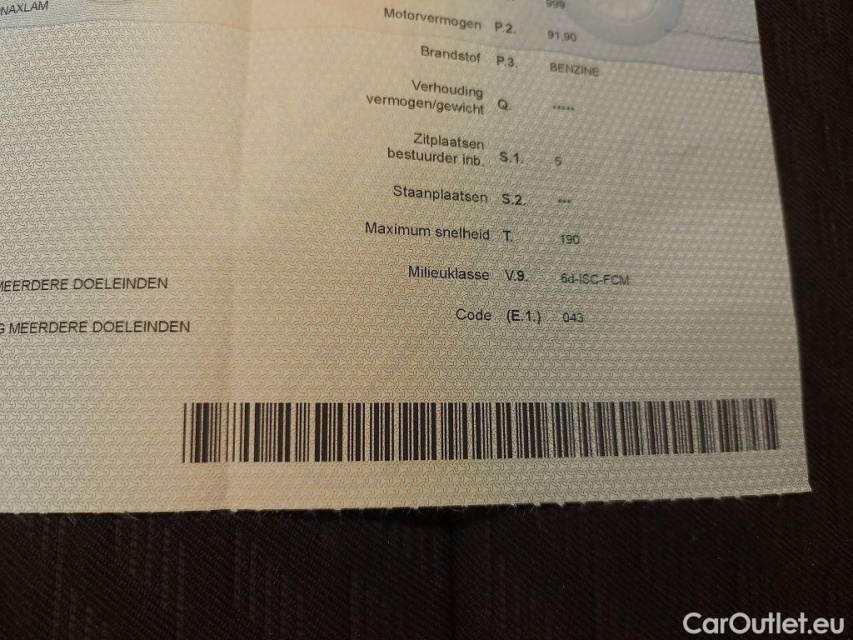 NAXLAM
999
Motorvermogen P.2. 91.90
Brandstof P.3. BENZINE
Verhouding
vermogen/gewicht Q. *****
Zitplaatsen
bestuurder inb. S.1. 5
Staanplaatsen S.2. ***
Maximum snelheid T. 190
Milieuklasse V.9. 6d-ISC-FCM
MEERDERE DOELEINDEN
Code (E.1.) 043
G MEERDERE DOELEINDEN
CarOutlet.eu